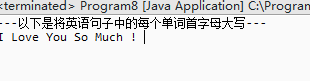 <terminated> Program8 [Java Application] C:\Program
---以下是将英语句子中的每个单词首字母大写---
I Love You So Much !